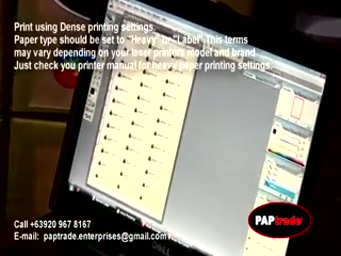 Print using Dense printing settings.
Paper type should be set to "Heavy" or "Label". This terms
may vary depending on your laser printers model and brand.
Just check you printer manual for heavy paper printing settings.
PAPtrade
Call +63920 967 8167
E-mail: paptrade.enterprises@gmail.com